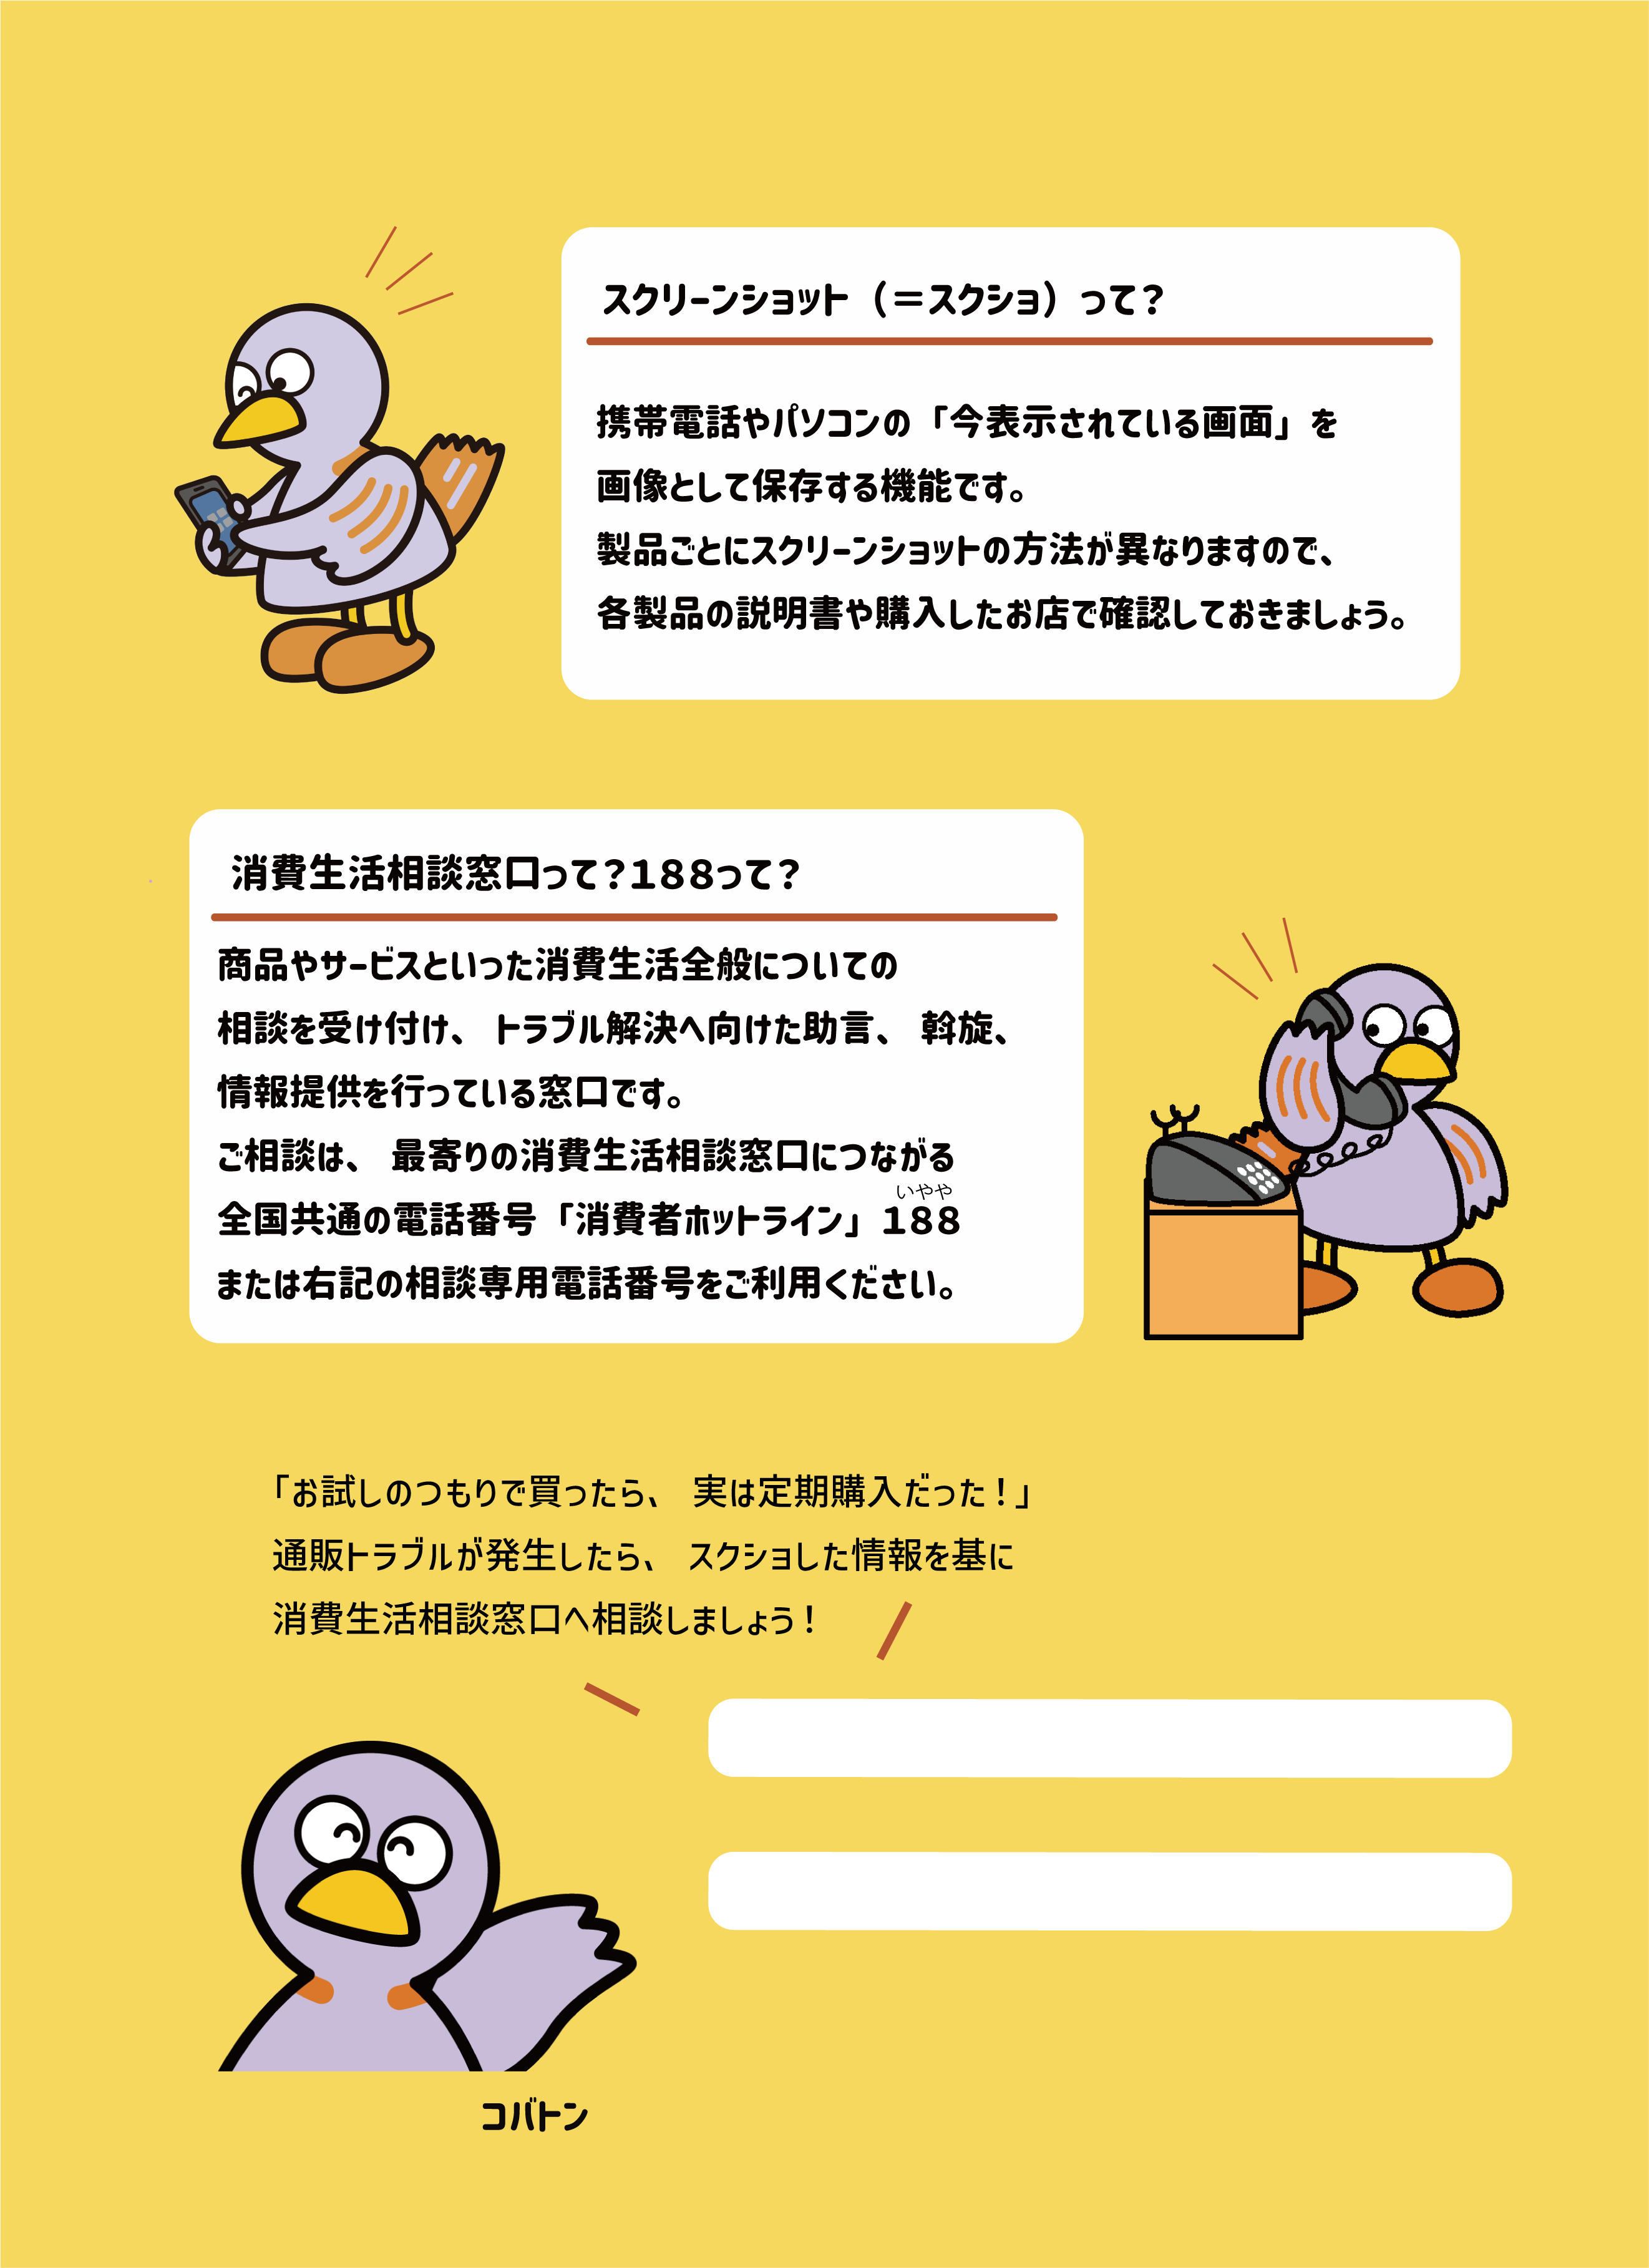 スクリーンショット（＝スクショ）って？
携帯電話やパソコンの「今表示されている画面」を
画像として保存する機能です。
製品ごとにスクリーンショットの方法が異なりますので、
各製品の説明書や購入したお店で確認しておきましょう。
消費生活相談窓口って？188って？
商品やサービスといった消費生活全般についての
相談を受け付け、トラブル解決へ向けた助言、斡旋、
情報提供を行っている窓口です。
ご相談は、最寄りの消費生活相談窓口につながる
いやや
全国共通の電話番号「消費者ホットライン」188
または右記の相談専用電話番号をご利用ください。
「お試しのつもりで買ったら、実は定期購入だった！」
通販トラブルが発生したら、スクショした情報を基に
消費生活相談窓口へ相談しましょう！
コバトン